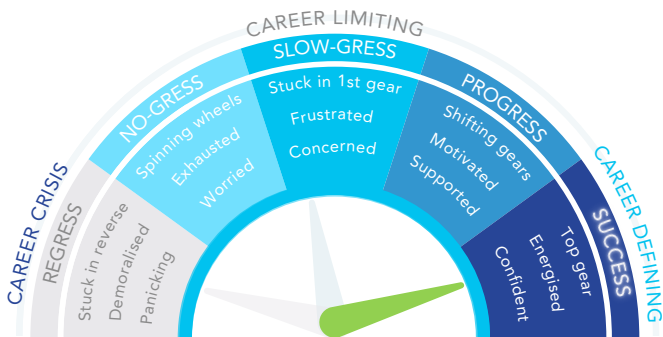 CAREER CRISIS
REGRESS
Stuck in reverse
Demoralised
Panicking
NO-GRESS
Spinning wheels
Exhausted
Worried
CAREER LIMITING
SLOW-GRESS
Stuck in 1st gear
Frustrated
Concerned
PROGRESS
Shifting gears
Motivated
Supported
CAREER DEFINING
SUCCESS
Top gear
Energised
Confident